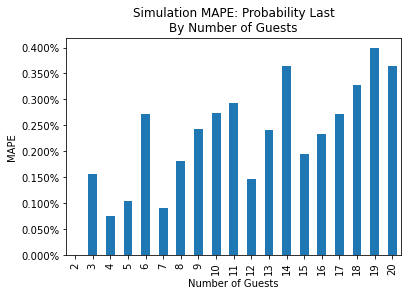 Simulation MAPE: Probability Last
By Number of Guests
0.400%
0.350%
0.300%
0.250%
0.200%
0.150%
0.100%
0.050%
0.000%
MAPE
2 3 4 5 6 7 8 9 10 11 12 13 14 15 16 17 18 19 20
Number of Guests